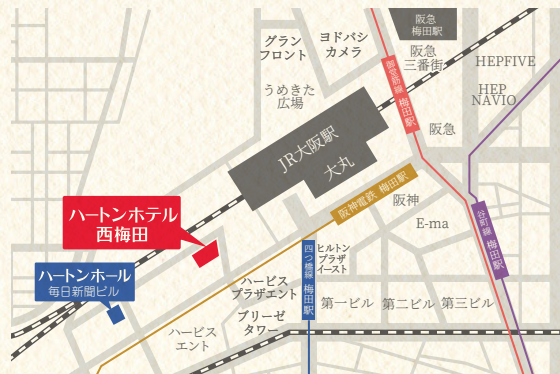 阪急
梅田駅
グラン
フロント
ヨドバシ
カメラ
阪急
三番街
HEPFIVE
うめきた
広場
HEP
NAVIO
御堂筋線 梅田駅
阪急
JR大阪駅
大丸
阪神電鉄 梅田駅
阪神
E-ma
谷町線 梅田駅
ハートンホテル
西梅田
ヒルトン
プラザ
イースト
四つ橋線 梅田駅
ハートンホール
毎日新聞ビル
ハービス
プラザエント
第一ビル
第二ビル
第三ビル
ブリーゼ
タワー
ハービス
エント